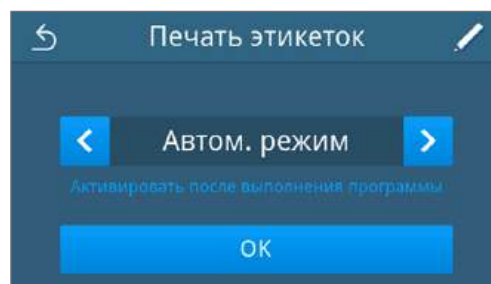 Печать этикеток
Автом. режим
Активировать после выполнения программы
OK